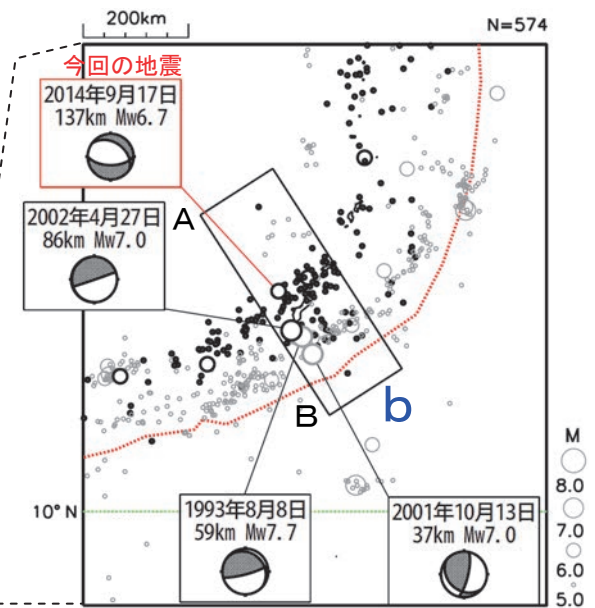 200km
N=574
今回の地震
2014年9月17日
137km Mw6.7
2002年4月27日
86km Mw7.0
A
B
b
1993年8月8日
59km Mw7.7
2001年10月13日
37km Mw7.0
10°N
M
8.0
7.0
6.0
5.0